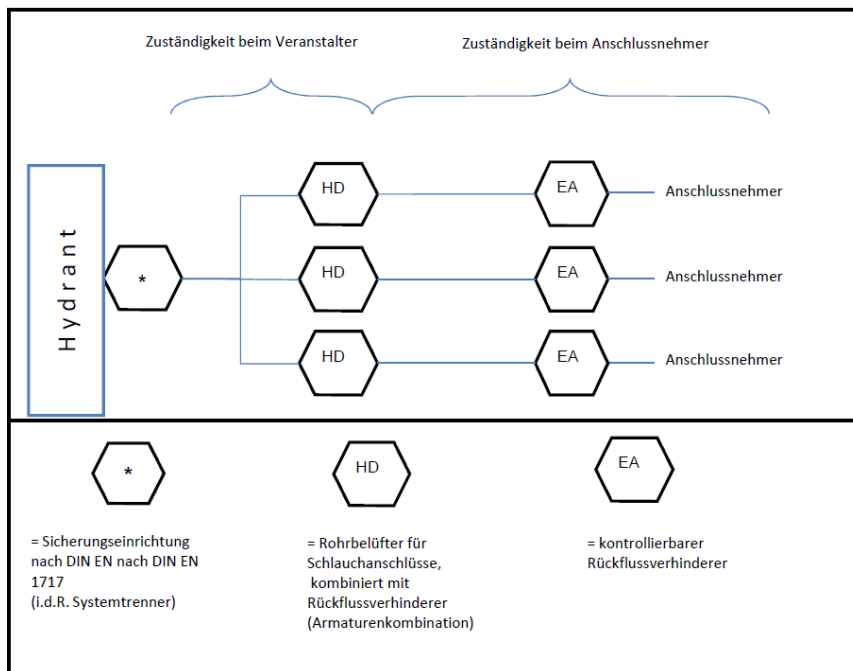 Zuständigkeit beim Veranstalter
Zuständigkeit beim Anschlussnehmer
Hydrant
*
HD
EA
Anschlussnehmer
HD
EA
Anschlussnehmer
HD
EA
Anschlussnehmer
*
= Sicherungseinrichtung
nach DIN EN nach DIN EN
1717
(i.d.R. Systemtrenner)
HD
= Rohrbelüfter für
Schlauchanschlüsse,
kombiniert mit
Rückflussverhinderer
(Armaturenkombination)
EA
= kontrollierbarer
Rückflussverhinderer